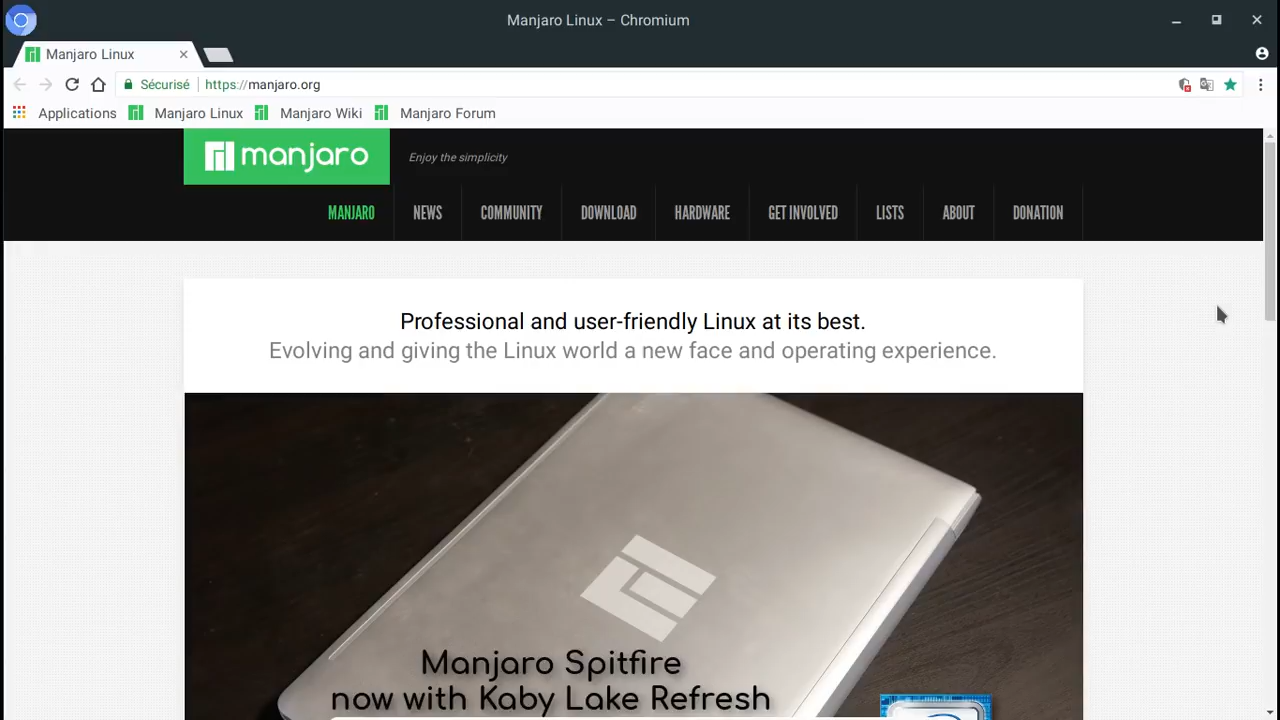 Manjaro Linux – Chromium
Manjaro Linux
Sécurisé https://manjaro.org
Applications Manjaro Linux Manjaro Wiki Manjaro Forum
manjaro Enjoy the simplicity
MANJARO NEWS COMMUNITY DOWNLOAD HARDWARE GET INVOLVED LISTS ABOUT DONATION
Professional and user-friendly Linux at its best.
Evolving and giving the Linux world a new face and operating experience.
Manjaro Spitfire
now with Kaby Lake Refresh